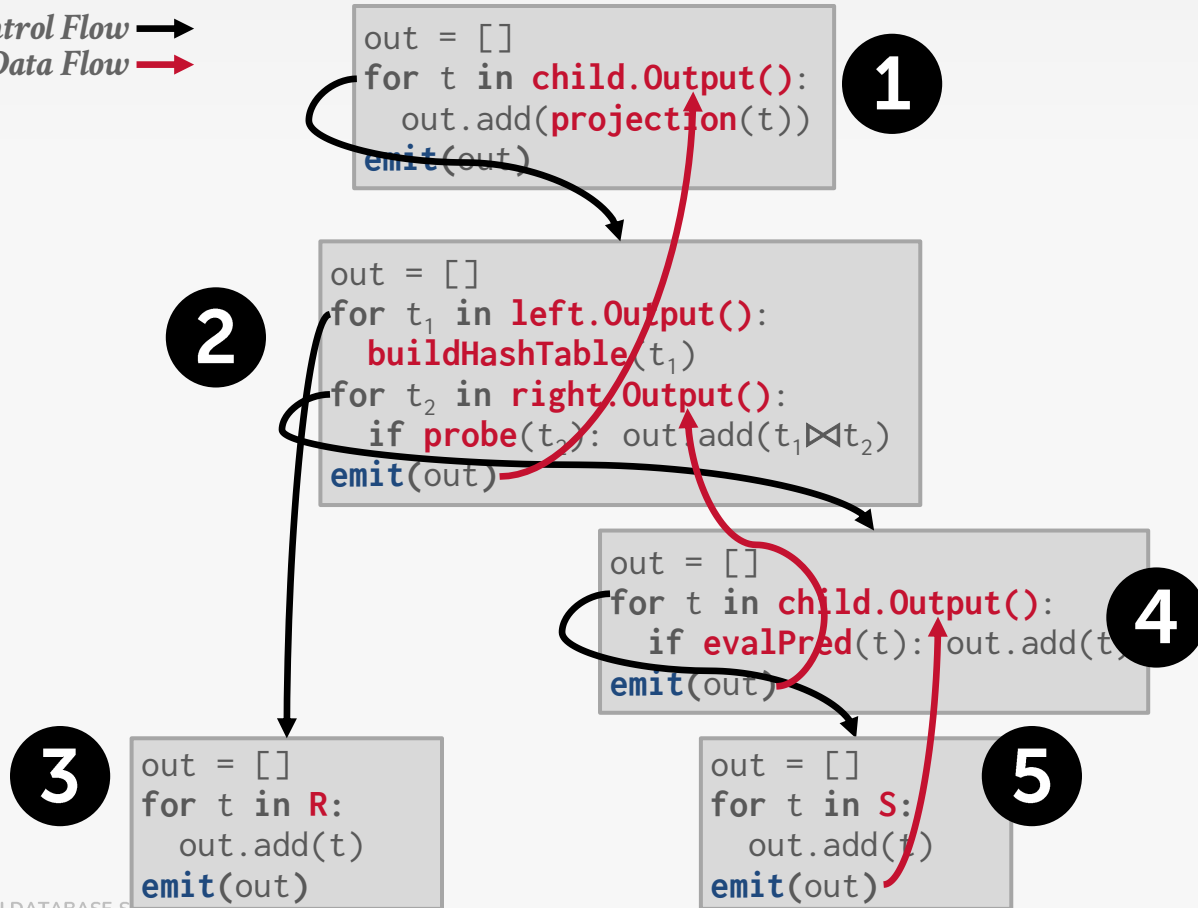 ntrol Flow
Data Flow
out = []
for t in child.Output():
out.add(projection(t))
emit(out)
1
out = []
for t₁ in left.Output():
buildHashTable(t₁)
for t₂ in right.Output():
if probe(t₂): out.add(t₁⋈t₂)
emit(out)
2
out = []
for t in child.Output():
if evalPred(t): out.add(t
emit(out)
4
out = []
for t in R:
out.add(t)
emit(out)
3
out = []
for t in S:
out.add(t)
emit(out)
5
DATABASE S